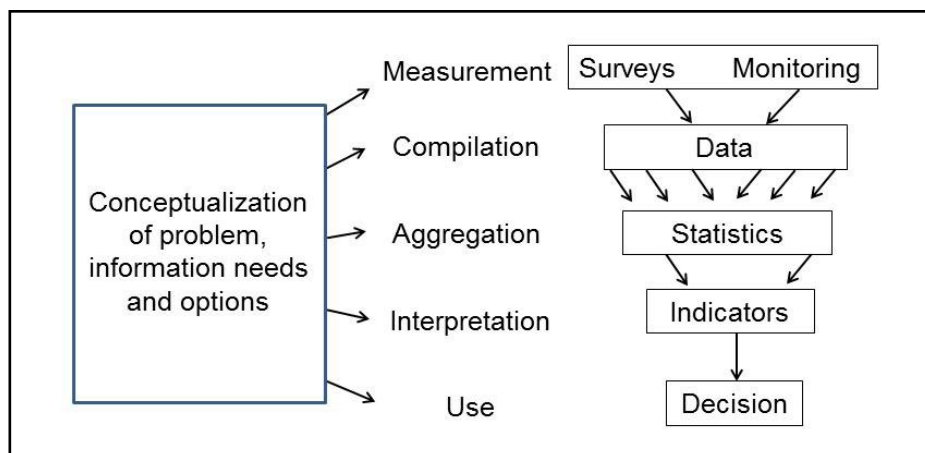 Measurement
Surveys Monitoring
Compilation
Data
Conceptualization
of problem,
information needs
and options
Aggregation
Statistics
Interpretation
Indicators
Use
Decision